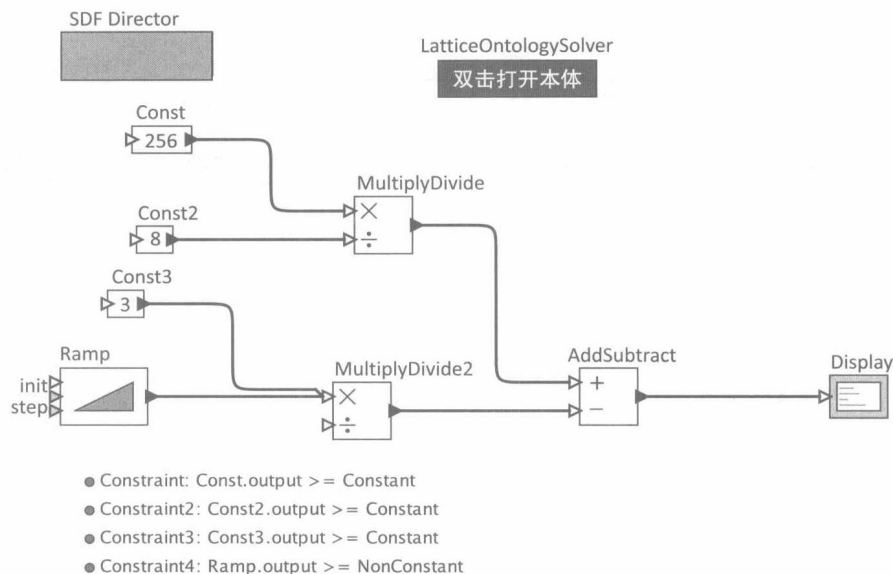 SDF Director
LatticeOntologySolver
双击打开本体
Const
256
MultiplyDivide
×
÷
Const2
8
Const3
3
Ramp
init
step
MultiplyDivide2
×
÷
AddSubtract
+
−
Display
Constraint: Const.output >= Constant
Constraint2: Const2.output >= Constant
Constraint3: Const3.output >= Constant
Constraint4: Ramp.output >= NonConstant